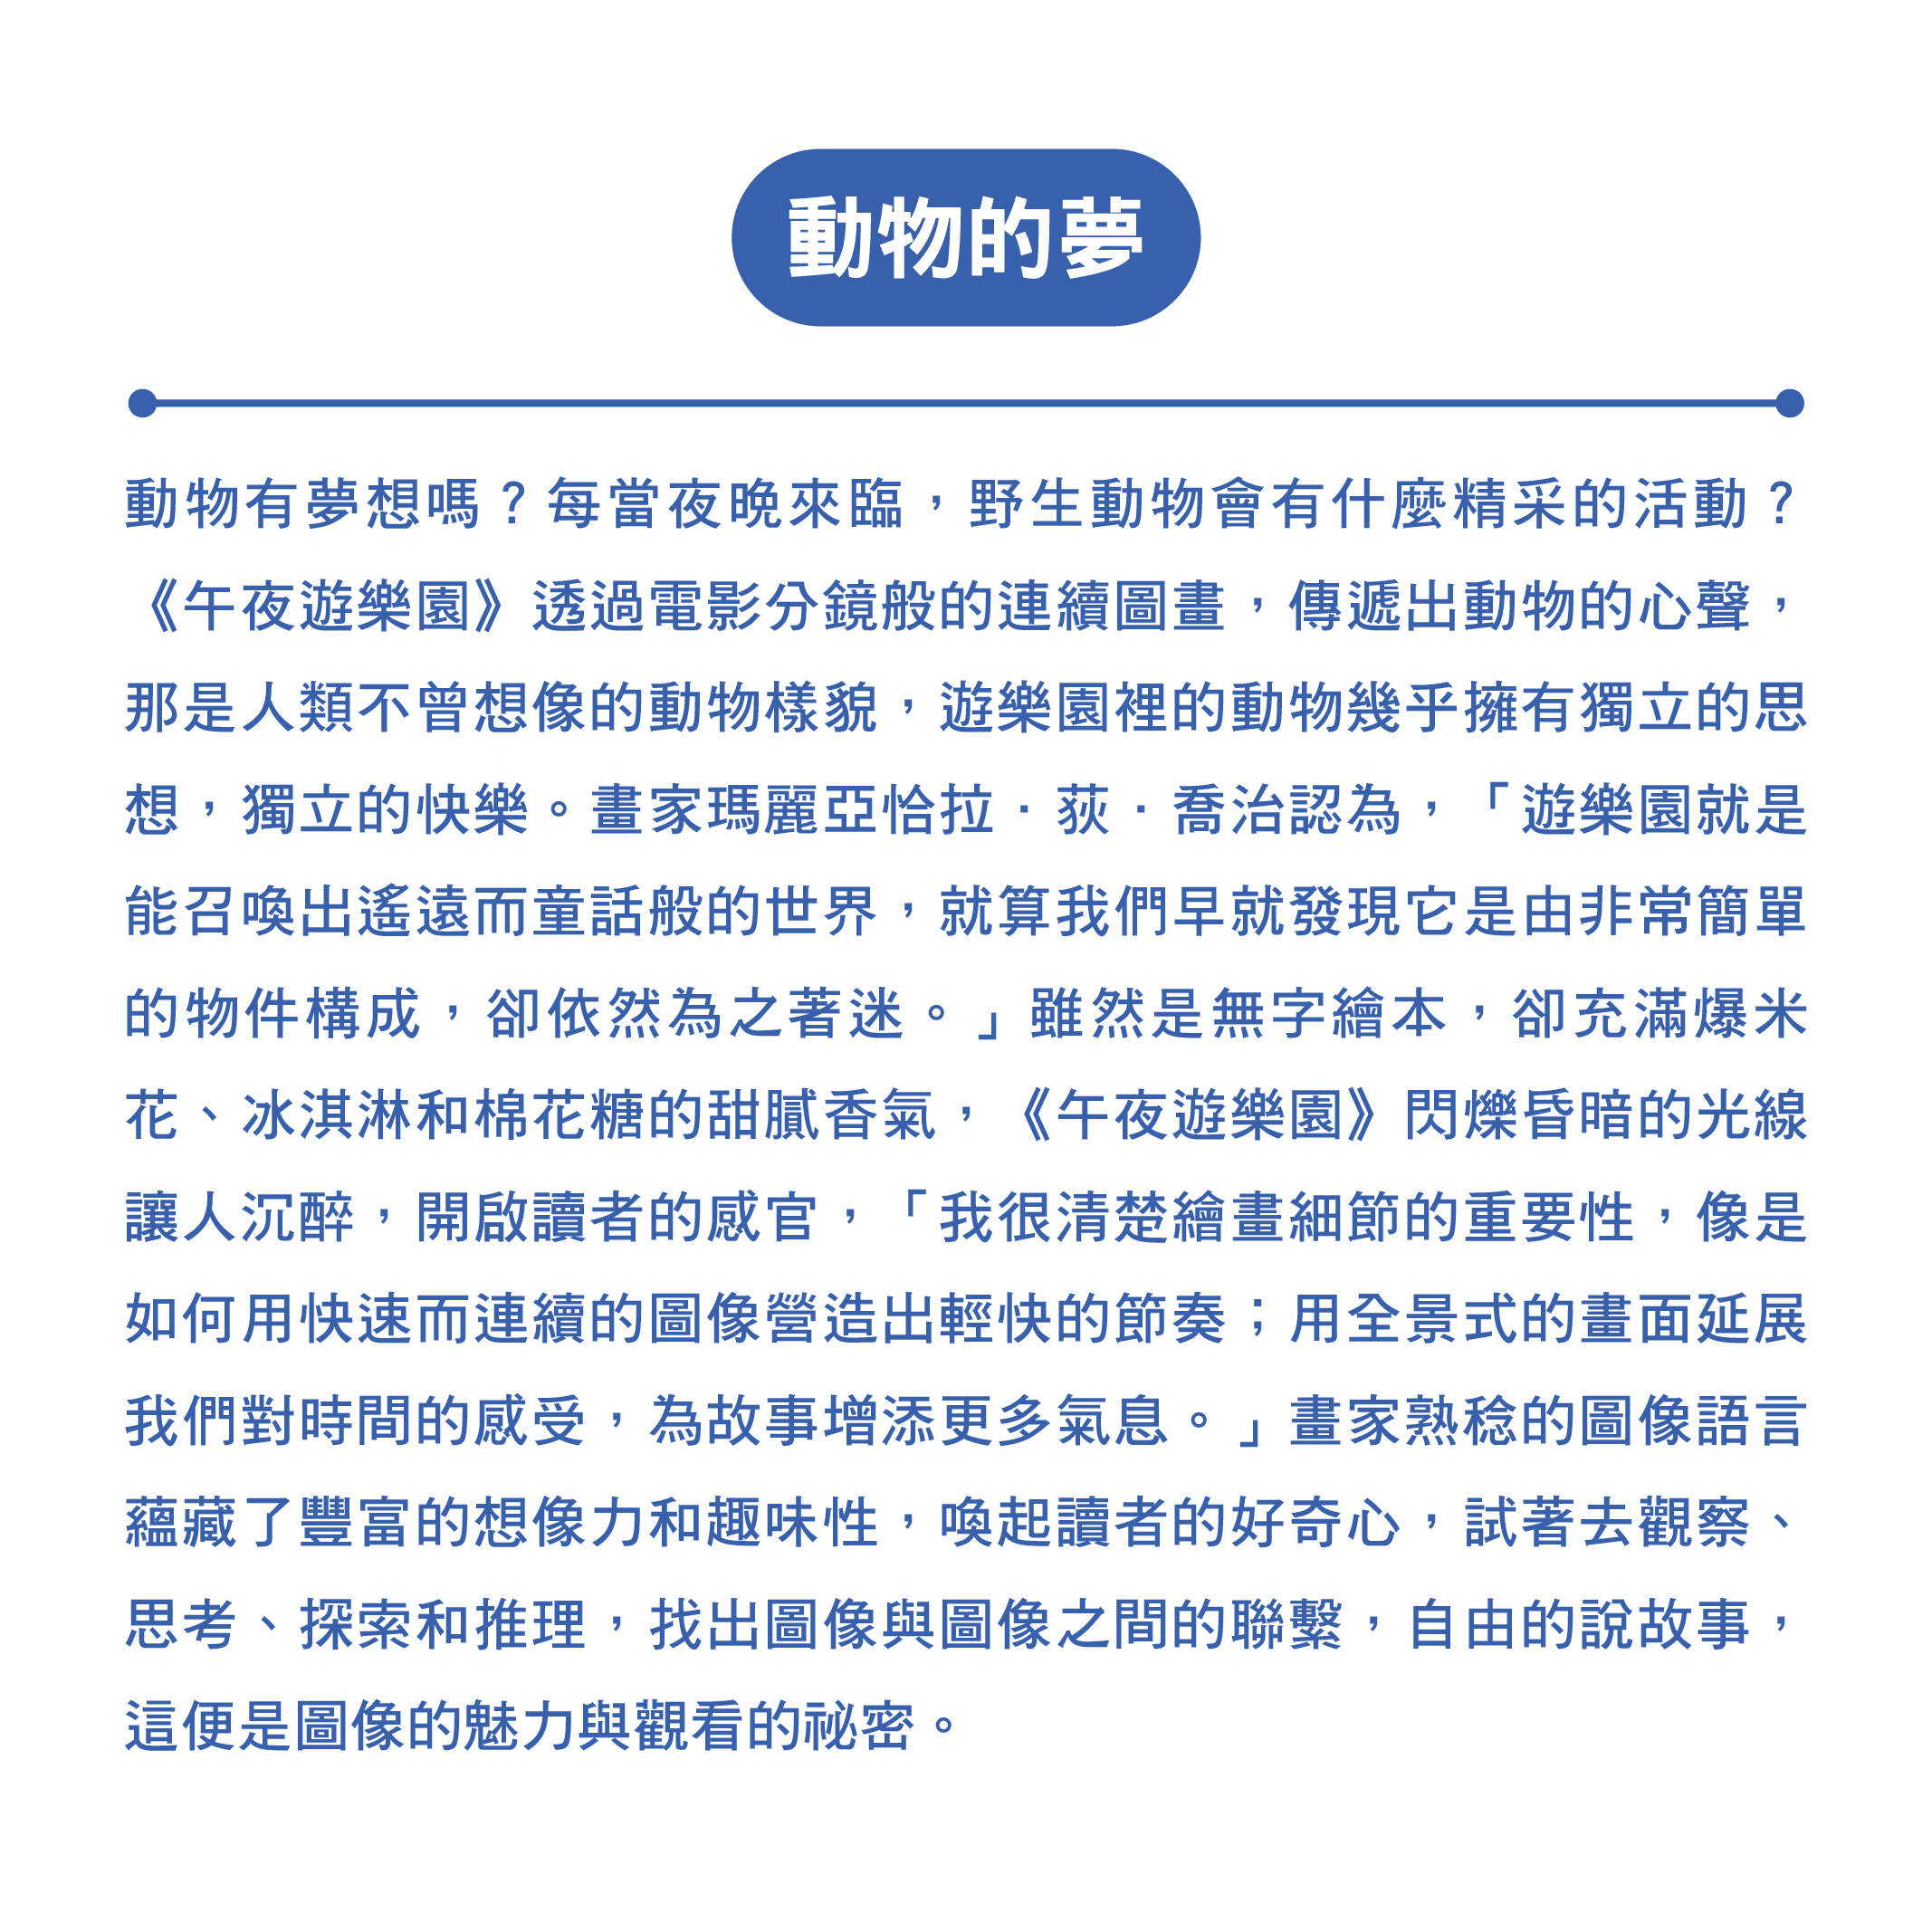 動物的夢
動物有夢想嗎？每當夜晚來臨，野生動物會有什麼精采的活動？
《午夜遊樂園》透過電影分鏡般的連續圖畫，傳遞出動物的心聲，
那是人類不曾想像的動物樣貌，遊樂園裡的動物幾乎擁有獨立的思
想，獨立的快樂。畫家瑪麗亞恰拉．荻．喬治認為，「遊樂園就是
能召喚出遙遠而童話般的世界，就算我們早就發現它是由非常簡單
的物件構成，卻依然為之著迷。」雖然是無字繪本，卻充滿爆米
花、冰淇淋和棉花糖的甜膩香氣，《午夜遊樂園》閃爍昏暗的光線
讓人沉醉，開啟讀者的感官，「我很清楚繪畫細節的重要性，像是
如何用快速而連續的圖像營造出輕快的節奏；用全景式的畫面延展
我們對時間的感受，為故事增添更多氣息。」畫家熟稔的圖像語言
蘊藏了豐富的想像力和趣味性，喚起讀者的好奇心，試著去觀察、
思考、探索和推理，找出圖像與圖像之間的聯繫，自由的說故事，
這便是圖像的魅力與觀看的祕密。